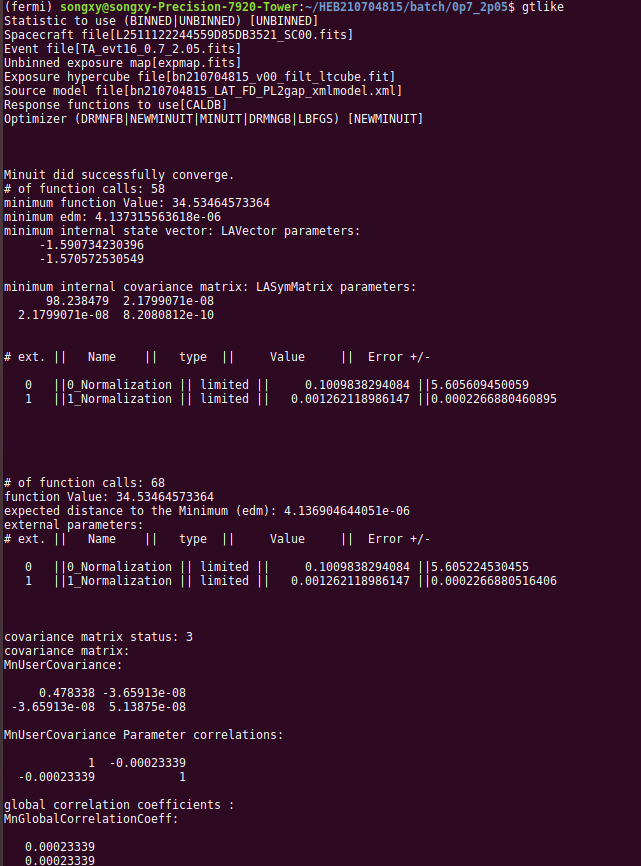 (fermi) songxy@songxy-Precision-7920-Tower:~/HEB210704815/batch/0p7_2p05$ gtlike
Statistic to use (BINNED|UNBINNED) [UNBINNED]
Spacecraft file[L2511122244559D85DB3521_SC00.fits]
Event file[TA_evt16_0.7_2.05.fits]
Unbinned exposure map[expmap.fits]
Exposure hypercube file[bn210704815_v00_filt_ltcube.fit]
Source model file[bn210704815_LAT_FD_PL2gap_xmlmodel.xml]
Response functions to use[CALDB]
Optimizer (DRMNFB|NEWMINUIT|MINUIT|DRMNGB|LBFGS) [NEWMINUIT]
Minuit did successfully converge.
# of function calls: 58
minimum function Value: 34.53464573364
minimum edm: 4.137315563618e-06
minimum internal state vector: LAVector parameters:
-1.590734230396
-1.570572530549
minimum internal covariance matrix: LASymMatrix parameters:
98.238479 2.1799071e-08
2.1799071e-08 8.2080812e-10
# ext. || Name || type || Value || Error +/-
0 ||0_Normalization || limited || 0.1009838294084 ||5.605609450059
1 ||1_Normalization || limited || 0.001262118986147 ||0.0002266880460895
# of function calls: 68
function Value: 34.53464573364
expected distance to the Minimum (edm): 4.136904644051e-06
external parameters:
# ext. || Name || type || Value || Error +/-
0 ||0_Normalization || limited || 0.1009838294084 ||5.605224530455
1 ||1_Normalization || limited || 0.001262118986147 ||0.0002266880516406
covariance matrix status: 3
covariance matrix:
MnUserCovariance:
0.478338 -3.65913e-08
-3.65913e-08 5.13875e-08
MnUserCovariance Parameter correlations:
1 -0.00023339
-0.00023339 1
global correlation coefficients :
MnGlobalCorrelationCoeff:
0.00023339
0.00023339